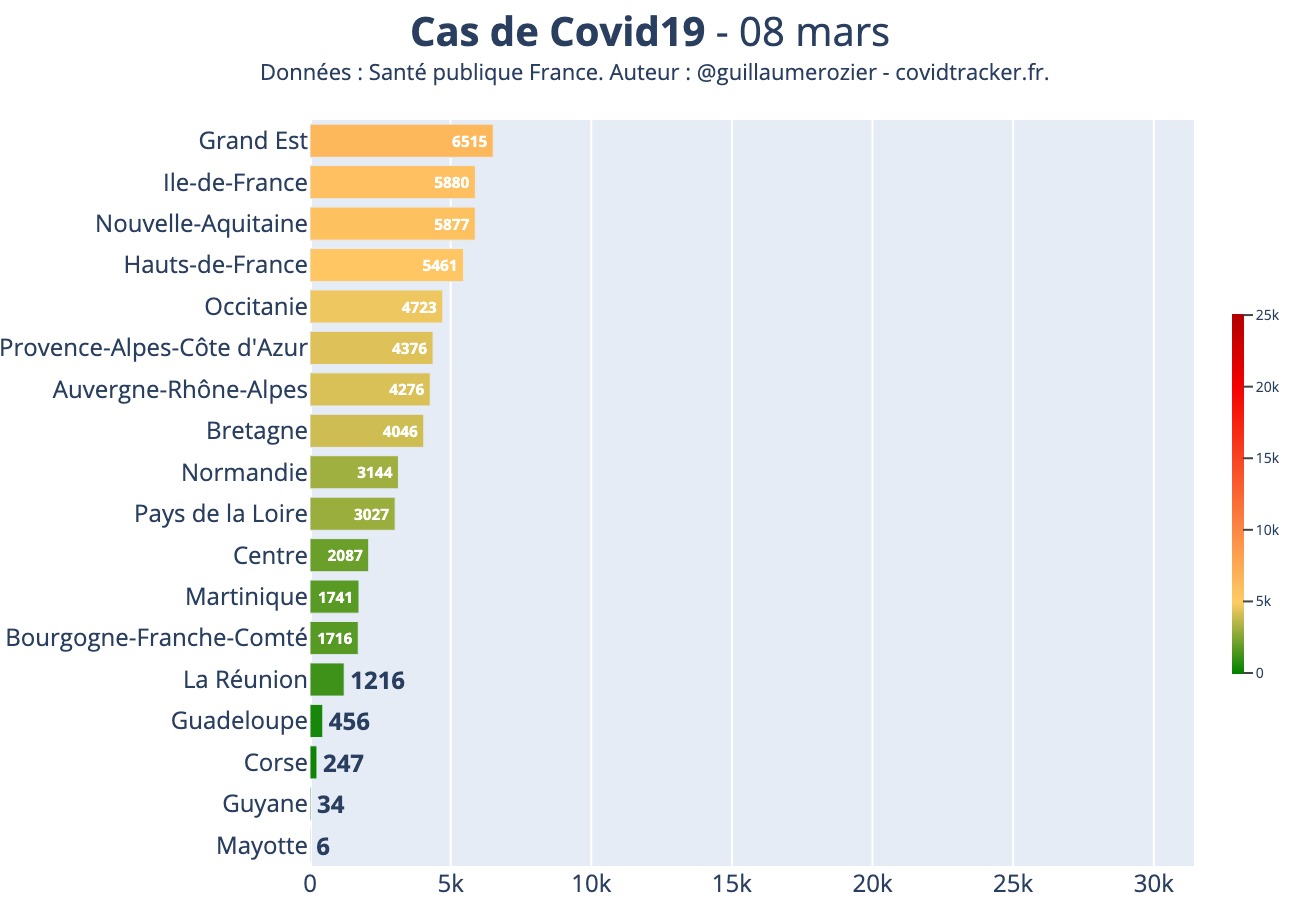 Cas de Covid19 - 08 mars
Données : Santé publique France. Auteur : @guillaumerozier - covidtracker.fr.
Grand Est 6515
Ile-de-France 5880
Nouvelle-Aquitaine 5877
Hauts-de-France 5461
Occitanie 4723
Provence-Alpes-Côte d'Azur 4376
Auvergne-Rhône-Alpes 4276
Bretagne 4046
Normandie 3144
Pays de la Loire 3027
Centre 2087
Martinique 1741
Bourgogne-Franche-Comté 1716
La Réunion 1216
Guadeloupe 456
Corse 247
Guyane 34
Mayotte 6
0 5k 10k 15k 20k 25k 30k
25k
20k
15k
10k
5k
0